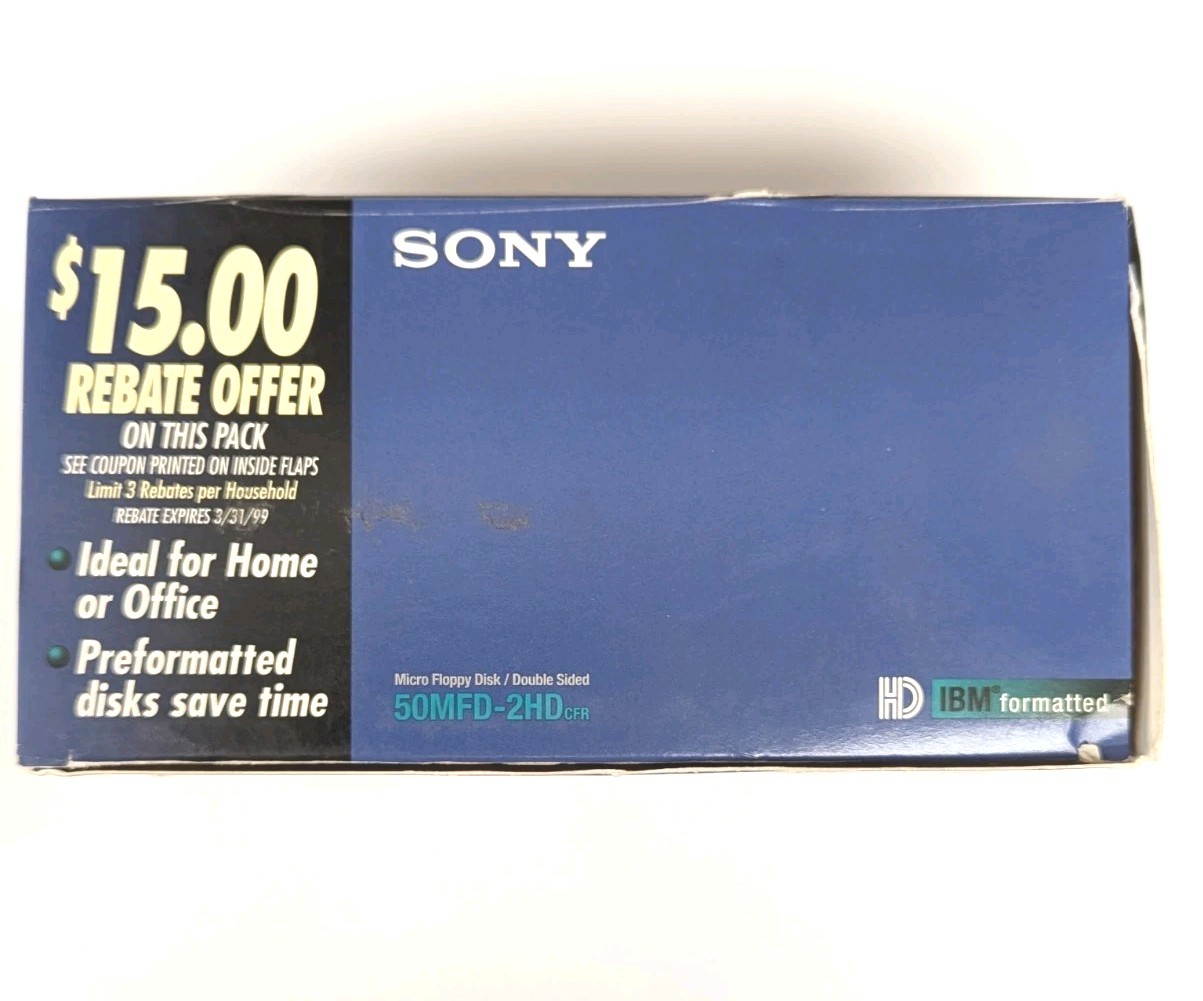 $15.00
REBATE OFFER
ON THIS PACK
SEE COUPON PRINTED ON INSIDE FLAPS
Limit 3 Rebates per Household
REBATE EXPIRES 3/31/99
Ideal for Home
or Office
Preformatted
disks save time
SONY
Micro Floppy Disk / Double Sided
50MFD-2HD CFR
HD IBM® formatted